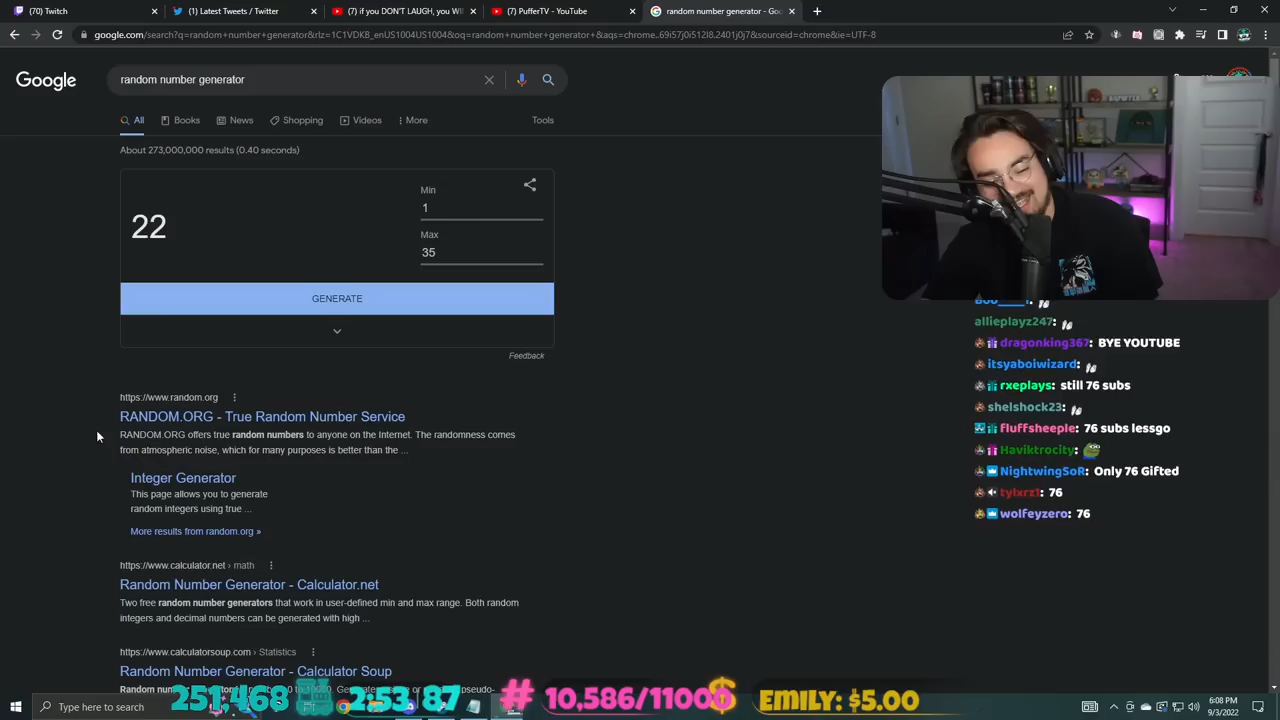 (70) Twitch
(1) Latest Tweets / Twitter
(7) if you DON'T LAUGH, you WI
(7) PufferTV - YouTube
random number generator - Goo
google.com/search?q=random+number+generator&rlz=1C1VDKB_enUS1004US1004&oq=random+number+generator+&aqs=chrome..69i57j0i512l8.2401j0j7&sourceid=chrome&ie=UTF-8
Google
random number generator
All
Books
News
Shopping
Videos
More
Tools
About 273,000,000 results (0.40 seconds)
Min
1
22
Max
35
GENERATE
Feedback
https://www.random.org
RANDOM.ORG - True Random Number Service
RANDOM.ORG offers true random numbers to anyone on the Internet. The randomness comes
from atmospheric noise, which for many purposes is better than the ...
Integer Generator
This page allows you to generate
random integers using true ...
More results from random.org »
https://www.calculator.net › math
Random Number Generator - Calculator.net
Two free random number generators that work in user-defined min and max range. Both random
integers and decimal numbers can be generated with high ...
https://www.calculatorsoup.com › Statistics
Random Number Generator - Calculator Soup
allieplayz247:
dragonking367: BYE YOUTUBE
itsyaboiwizard:
rxeplays: still 76 subs
shelshock23:
fluffsheeple: 76 subs lessgo
Haviktrocity:
NightwingSoR: Only 76 Gifted
tylxrz1: 76
wolfeyzero: 76
251,468
2:53:87
# 10,586/11000
EMILY: $5.00
Type here to search
6:08 PM
9/3/2022